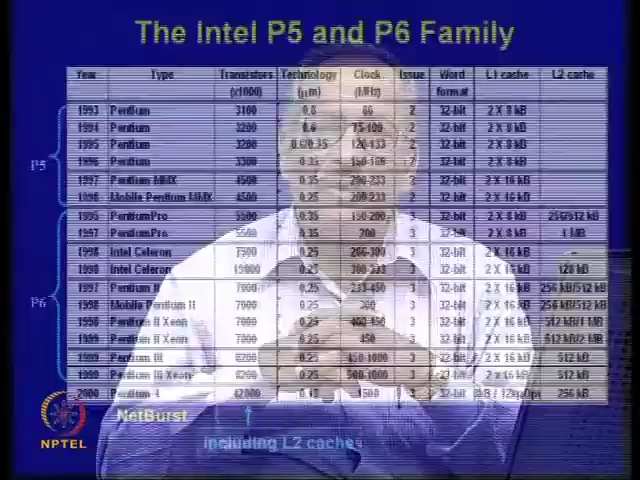 The Intel P5 and P6 Family
Year Type Transistors Technology Clock Issue Word L1 cache L2 cache
(x1000) (μm) (MHz) format
1993 Pentium 3100 0.8 66 2 32-bit 2 X 8 kB
1994 Pentium 3200 0.6 75-100 2 32-bit 2 X 8 kB
1995 Pentium 3200 0.6/0.35 120-133 2 32-bit 2 X 8 kB
P5
1996 Pentium 3300 0.35 150-166 2 32-bit 2 X 8 kB
1997 Pentium MMX 4500 0.35 200-233 2 32-bit 2 X 16 kB
1998 Mobile Pentium MMX 4500 0.25 200-233 2 32-bit 2 X 16 kB
1995 PentiumPro 5500 0.35 150-200 3 32-bit 2 X 8 kB 256/512 kB
1997 PentiumPro 5500 0.35 200 3 32-bit 2 X 8 kB 1 MB
1998 Intel Celeron 7500 0.25 266-300 3 32-bit 2 X 16 kB --
1998 Intel Celeron 19000 0.25 300-333 3 32-bit 2 X 16 kB 128 kB
1997 Pentium II 7000 0.25 233-450 3 32-bit 2 X 16 kB 256 kB/512 kB
P6
1998 Mobile Pentium II 7000 0.25 300 3 32-bit 2 X 16 kB 256 kB/512 kB
1998 Pentium II Xeon 7000 0.25 400-450 3 32-bit 2 X 16 kB 512 kB/1 MB
1999 Pentium II Xeon 7000 0.25 450 3 32-bit 2 X 16 kB 512 kB/2 MB
1999 Pentium III 8200 0.25 450-1000 3 32-bit 2 X 16 kB 512 kB
1999 Pentium III Xeon 8200 0.25 500-1000 3 32-bit 2 X 16 kB 512 kB
2000 Pentium 4 42000 0.18 1500 3 32-bit 256 kB
NetBurst
NPTEL
including L2 cache